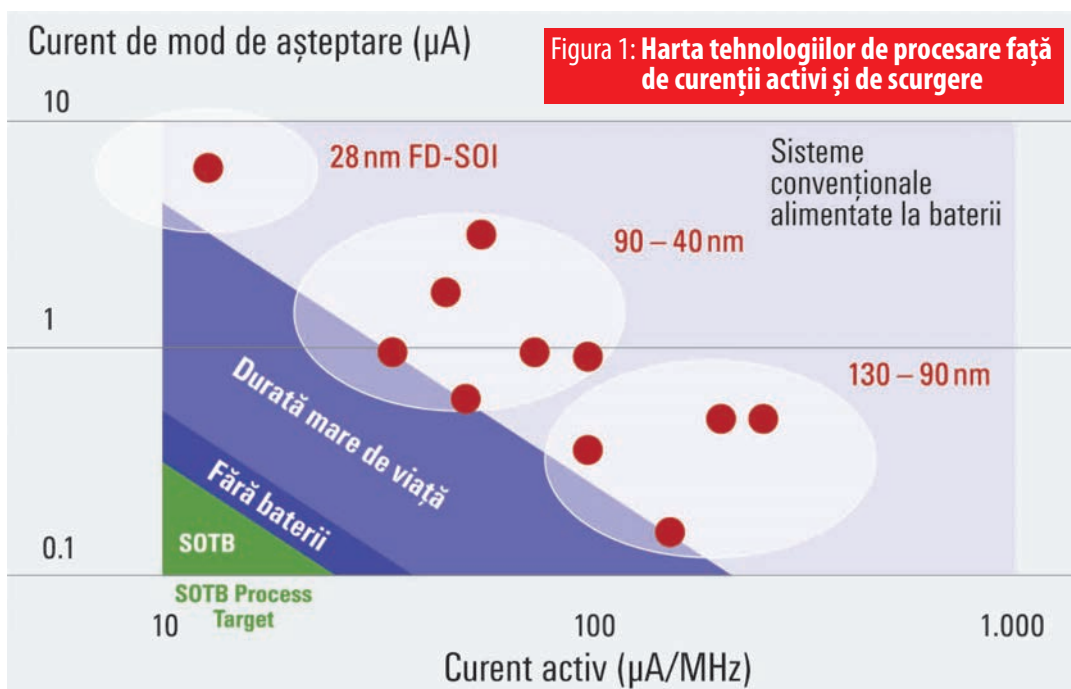 Curent de mod de așteptare (µA)
Figura 1: Harta tehnologiilor de procesare față
de curenții activi și de scurgere
10
28 nm FD-SOI
Sisteme
convenționale
alimentate la baterii
90 – 40 nm
1
130 – 90 nm
Durată mare de viață
Fără baterii
SOTB
0.1
SOTB Process
Target
10
100
1.000
Curent activ (µA/MHz)